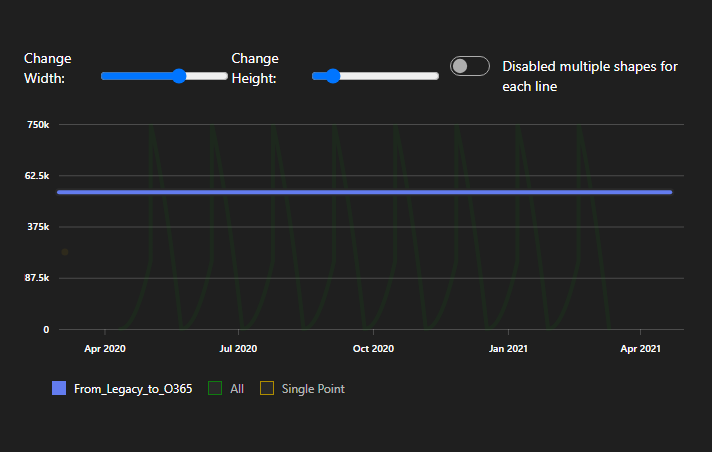 Change
Width:
Change
Height:
Disabled multiple shapes for
each line
750k
62.5k
375k
87.5k
0
Apr 2020
Jul 2020
Oct 2020
Jan 2021
Apr 2021
From_Legacy_to_O365
All
Single Point